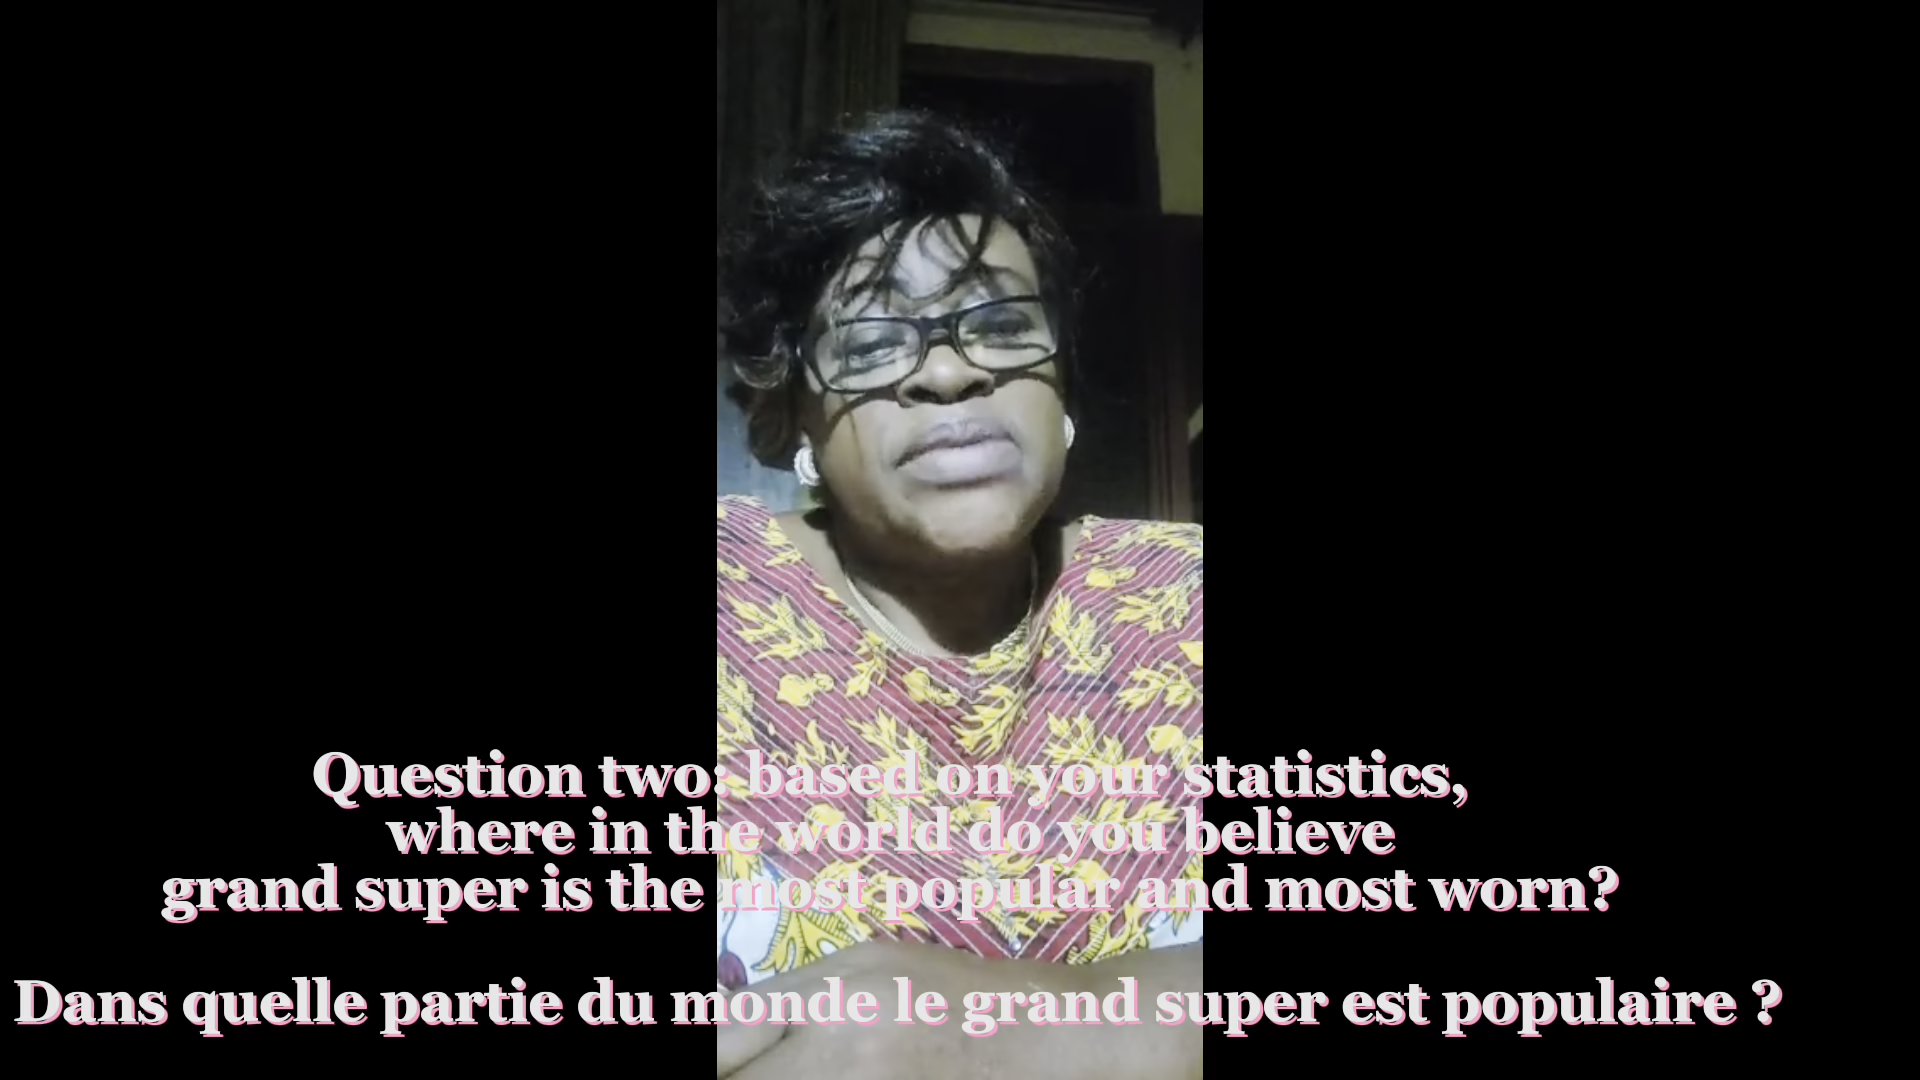 Question two: based on your statistics,
where in the world do you believe
grand super is the most popular and most worn?
Dans quelle partie du monde le grand super est populaire ?